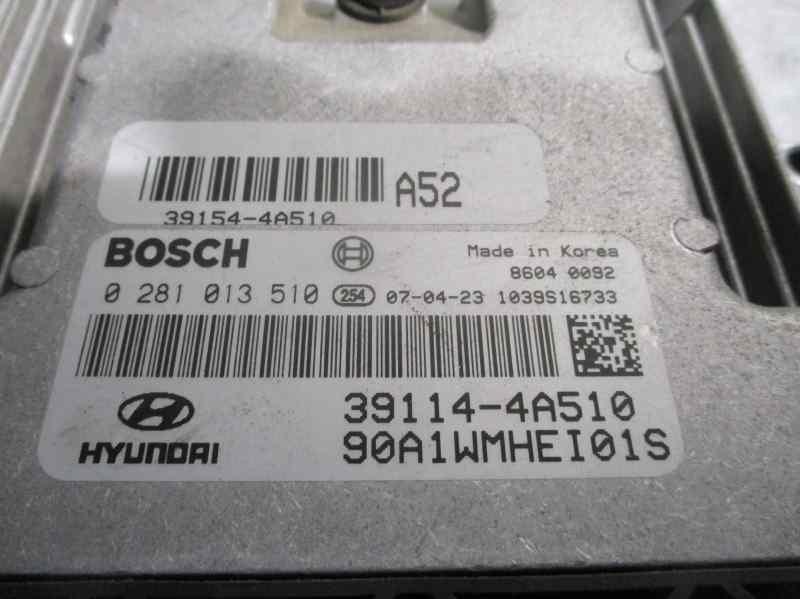 A52
39154-4A510
BOSCH Made in Korea
8604 0092
0 281 013 510 254 07-04-23 1039S16733
39114-4A510
HYUNDAI 90A1WMHEI01S